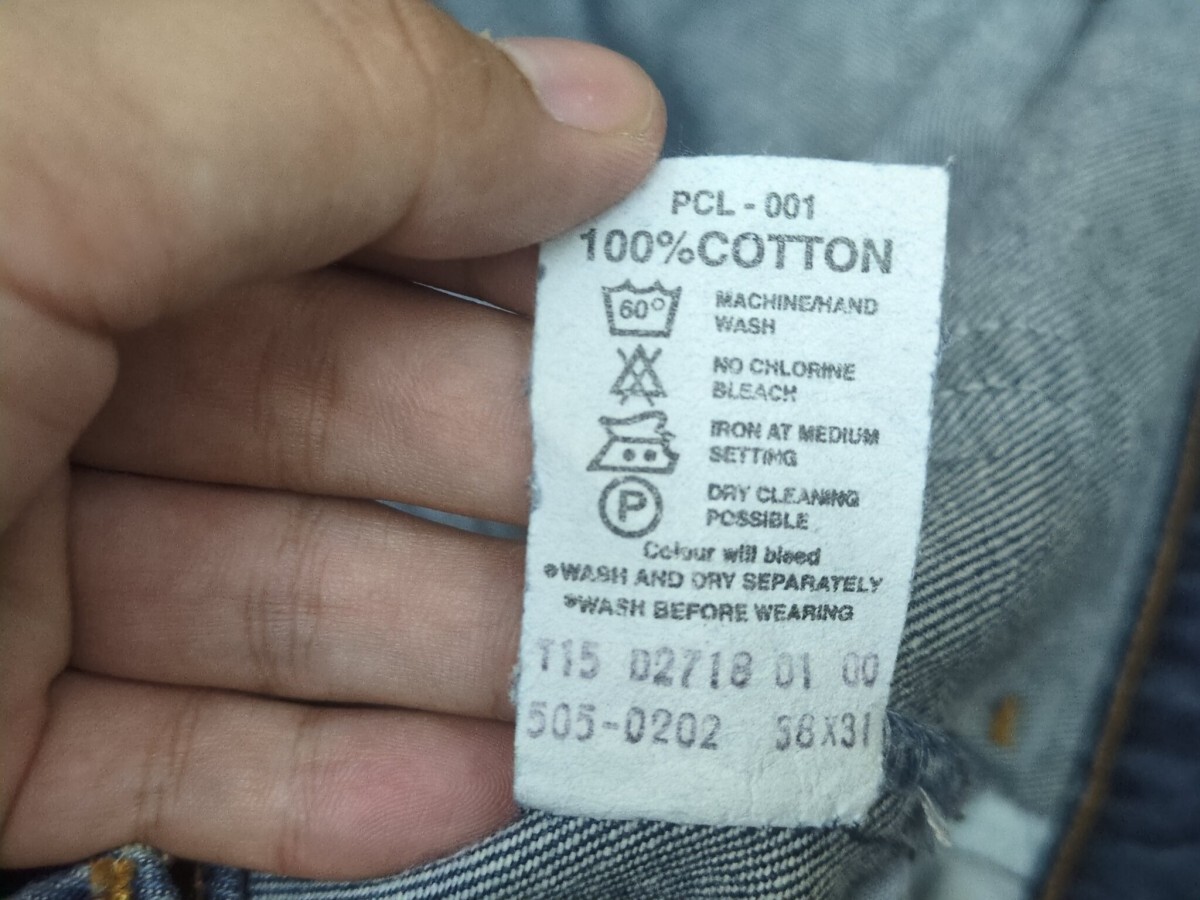 PCL - 001
100%COTTON
60°
MACHINE/HAND
WASH
NO CHLORINE
BLEACH
IRON AT MEDIUM
SETTING
P
DRY CLEANING
POSSIBLE
Colour will bleed
●WASH AND DRY SEPARATELY
●WASH BEFORE WEARING
T15 D2718 01 00
505-0202 38X31